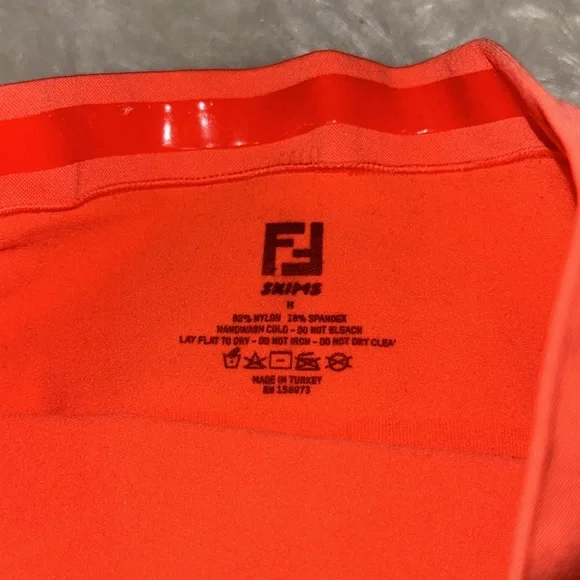 FF
SKIMS
M
82% NYLON 18% SPANDEX
HANDWASH COLD - DO NOT BLEACH
LAY FLAT TO DRY - DO NOT IRON - DO NOT DRY CLEA
MADE IN TURKEY
RN 158973